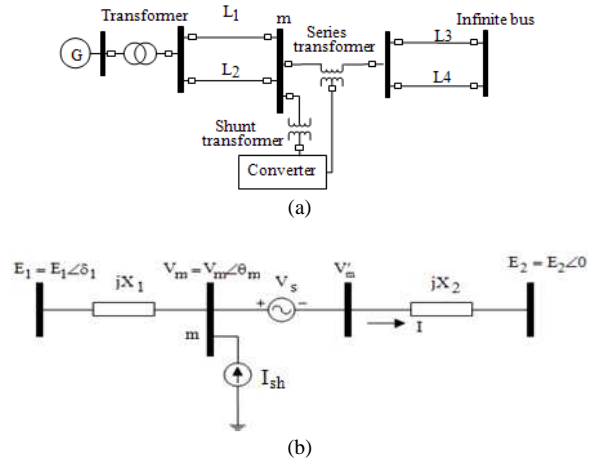 Transformer
L1
m
Series
transformer
Infinite bus
L3
G
L2
L4
Shunt
transformer
Converter
(a)
E1 = E1∠δ1
jX1
Vm = Vm∠θm
Vs
V′m
jX2
E2 = E2∠0
+
−
I
m
Ish
(b)